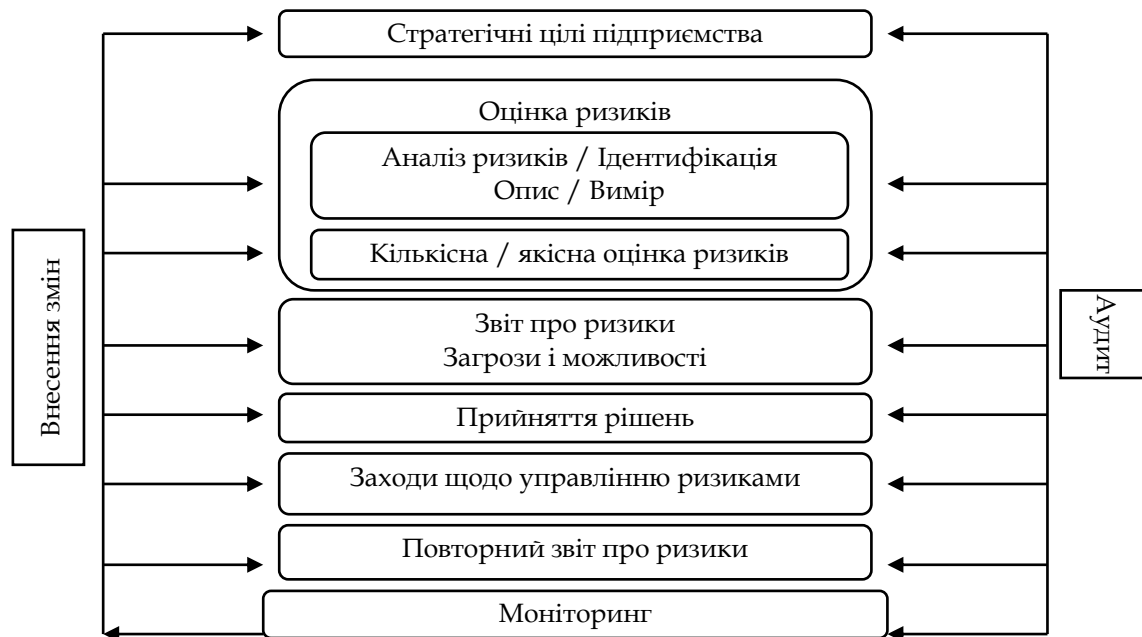 Стратегічні цілі підприємства
Оцінка ризиків
Аналіз ризиків / Ідентифікація
Опис / Вимір
Кількісна / якісна оцінка ризиків
Звіт про ризики
Загрози і можливості
Прийняття рішень
Заходи щодо управлінню ризиками
Повторний звіт про ризики
Моніторинг
Внесення змін
Аудит